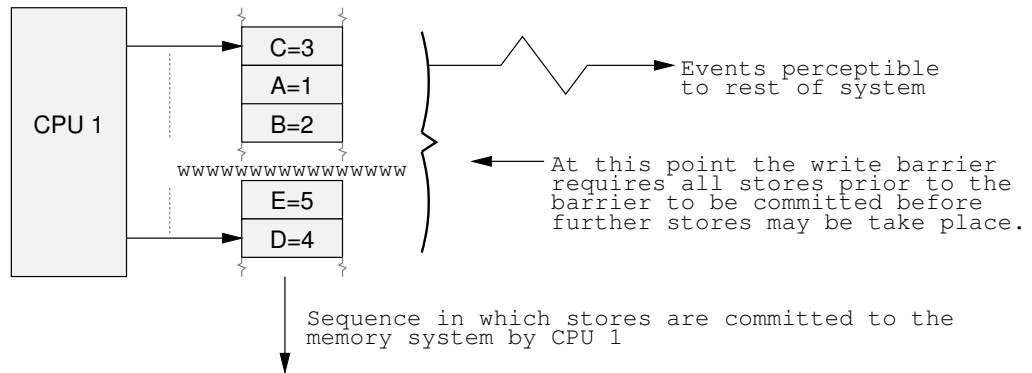 CPU 1
C=3
A=1
B=2
wwwwwwwwwwwwwwww
E=5
D=4
Events perceptible
to rest of system
At this point the write barrier
requires all stores prior to the
barrier to be committed before
further stores may be take place.
Sequence in which stores are committed to the
memory system by CPU 1